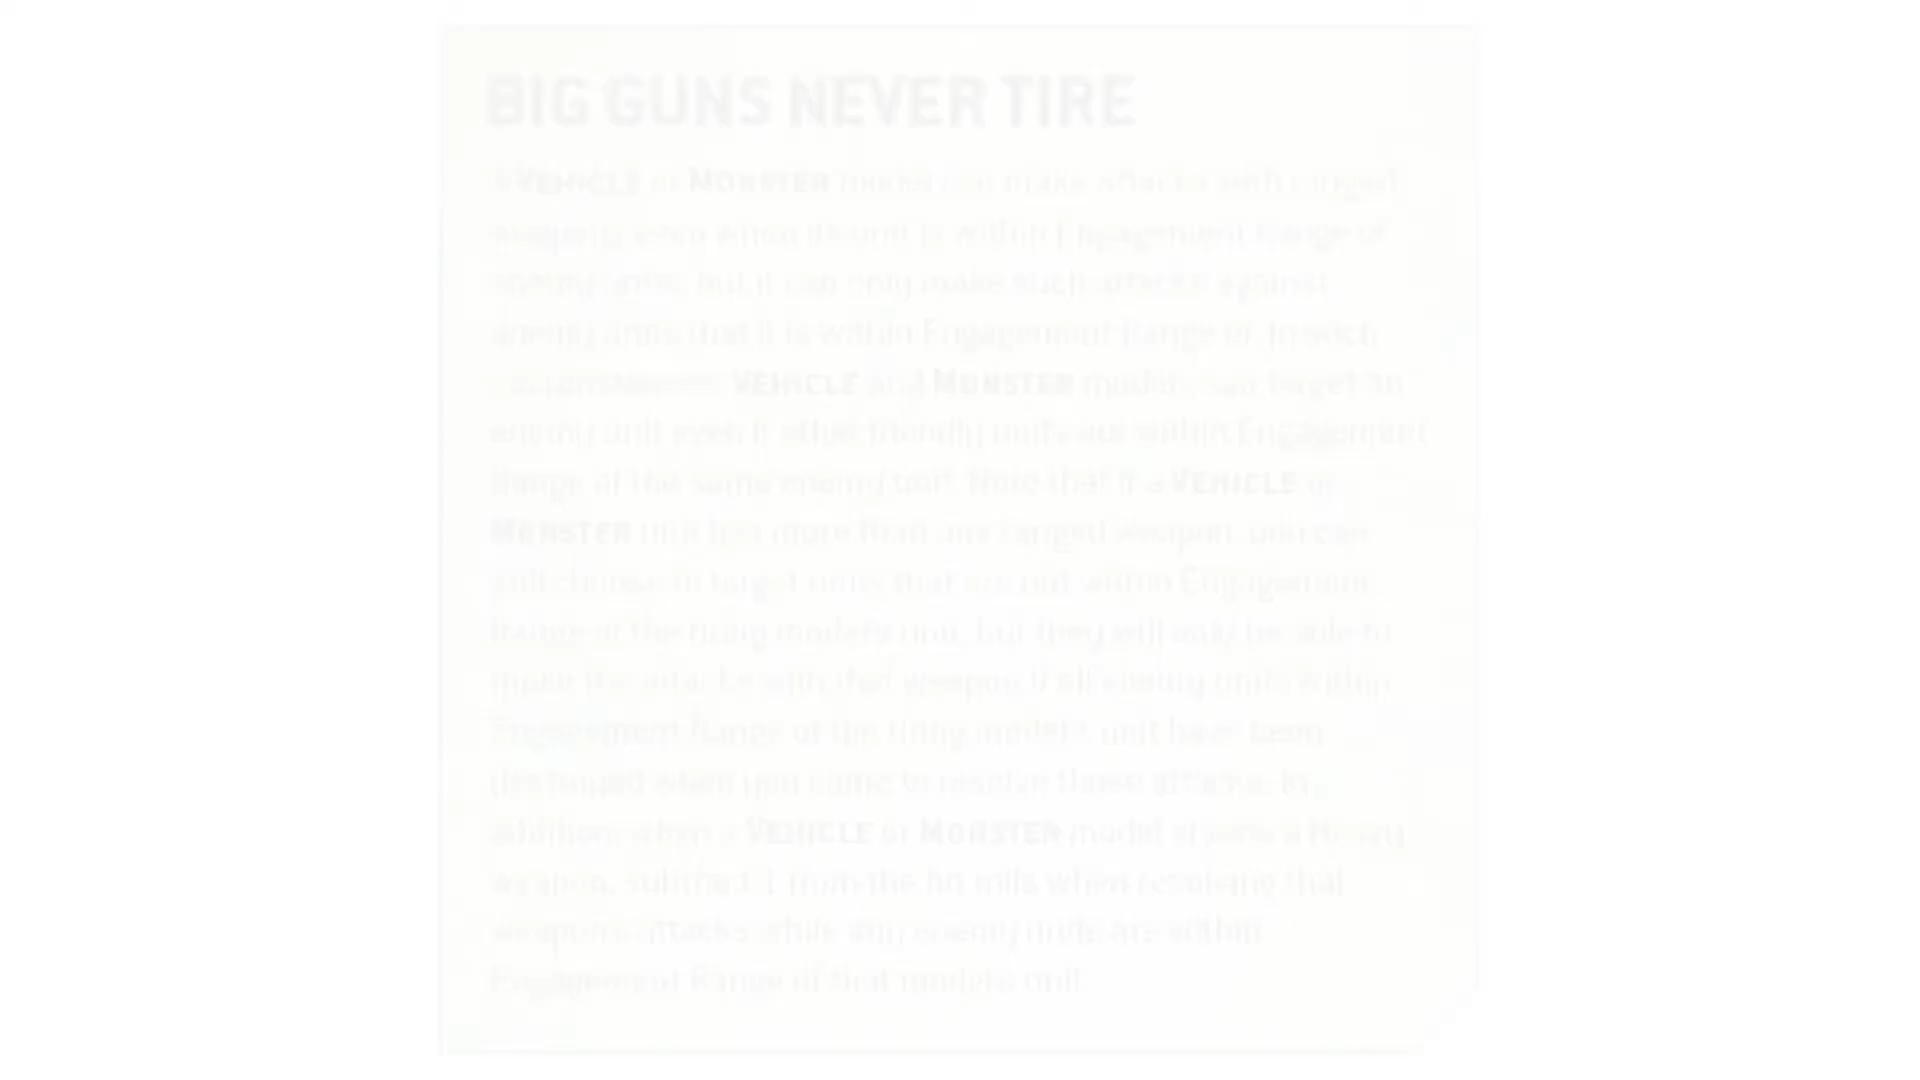 BIG GUNS NEVER TIRE
A VEHICLE or MONSTER model can make attacks with ranged
weapons even when its unit is within Engagement Range of
enemy units, but it can only make such attacks against
enemy units that it is within Engagement Range of. In such
circumstances, VEHICLE and MONSTER models can target an
enemy unit even if other friendly units are within Engagement
Range of the same enemy unit. Note that if a VEHICLE or
MONSTER unit has more than one ranged weapon, you can
still choose to target units that are not within Engagement
Range of the firing model's unit, but they will only be able to
make the attacks with that weapon if all enemy units within
Engagement Range of the firing model's unit have been
destroyed when you come to resolve those attacks. In
addition, when a VEHICLE or MONSTER model shoots a Heavy
weapon, subtract 1 from the hit rolls when resolving that
weapon's attacks while any enemy units are within
Engagement Range of that model's unit.